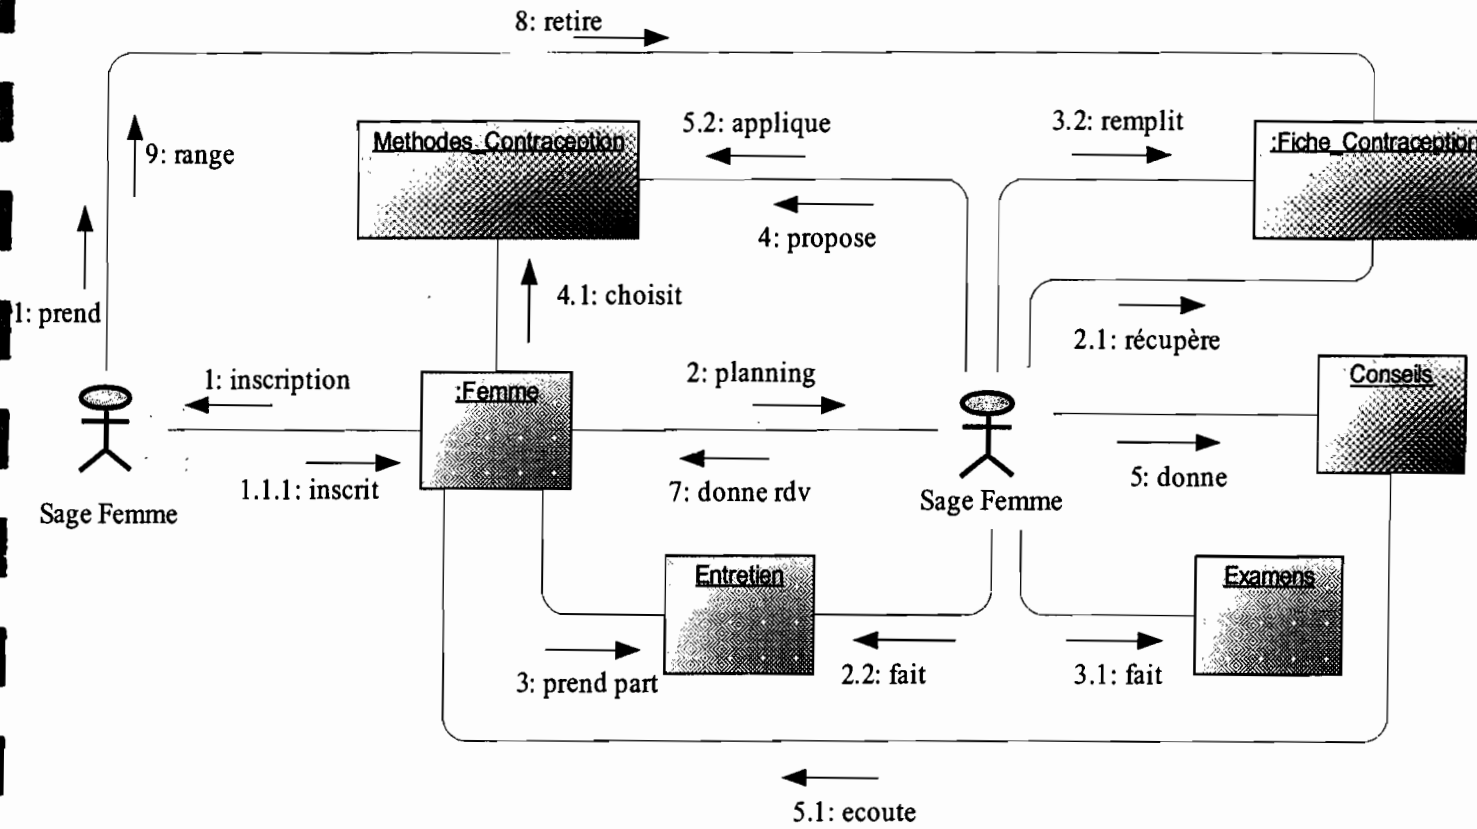 8: retire
Methodes_Contraception
5.2: applique
3.2: remplit
:Fiche_Contraception
9: range
4: propose
4.1: choisit
1: prend
2.1: récupère
1: inscription
:Femme
2: planning
Conseils
1.1.1: inscrit
7: donne rdv
5: donne
Sage Femme
Sage Femme
Entretien
Examens
3: prend part
2.2: fait
3.1: fait
5.1: ecoute